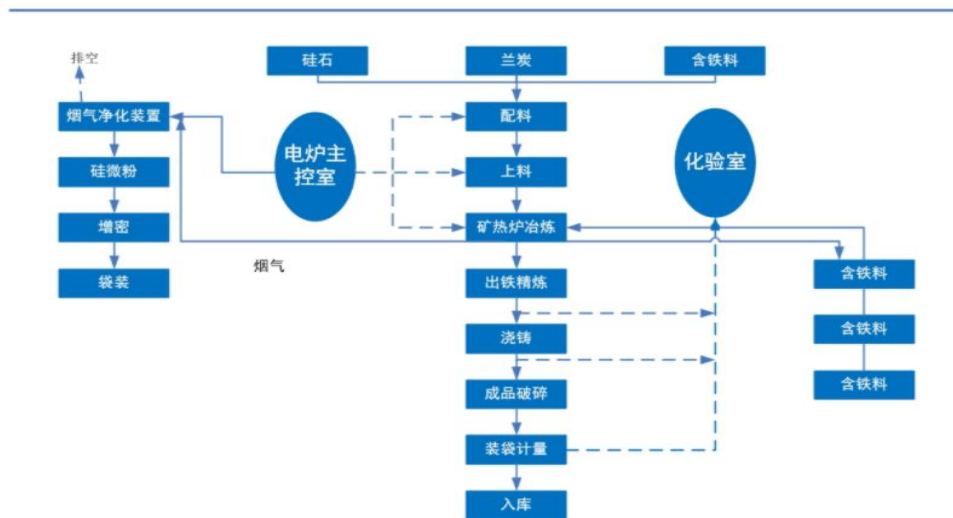 排空
硅石
兰炭
含铁料
烟气净化装置
配料
电炉主
控室
化验室
硅微粉
上料
增密
矿热炉冶炼
烟气
袋装
出铁精炼
含铁料
浇铸
含铁料
成品破碎
含铁料
装袋计量
入库